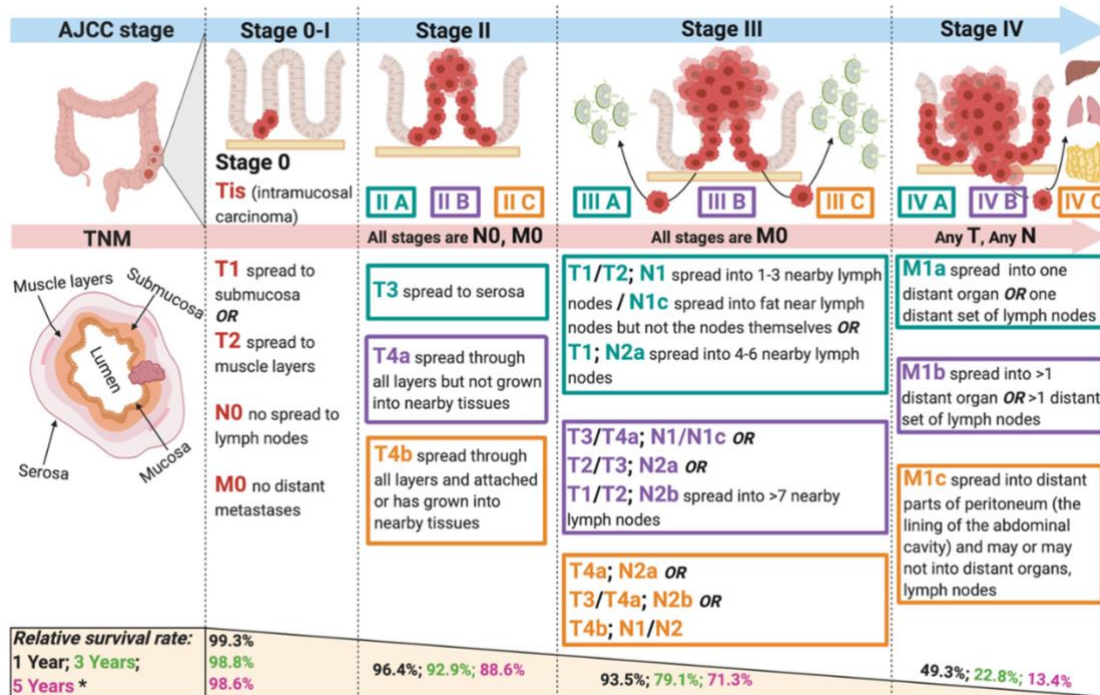 AJCC stage
Stage 0-I
Stage II
Stage III
Stage IV
Stage 0
Tis (intramucosal
carcinoma)
II A
II B
II C
III A
III B
III C
IV A
IV B
IV C
TNM
All stages are N0, M0
All stages are M0
Any T, Any N
Muscle layers
Submucosa
Lumen
Serosa
Mucosa
T1 spread to
submucosa
OR
T2 spread to
muscle layers
N0 no spread to
lymph nodes
M0 no distant
metastases
T3 spread to serosa
T4a spread through
all layers but not grown
into nearby tissues
T4b spread through
all layers and attached
or has grown into
nearby tissues
T1/T2; N1 spread into 1-3 nearby lymph
nodes / N1c spread into fat near lymph
nodes but not the nodes themselves OR
T1; N2a spread into 4-6 nearby lymph
nodes
T3/T4a; N1/N1c OR
T2/T3; N2a OR
T1/T2; N2b spread into >7 nearby
lymph nodes
T4a; N2a OR
T3/T4a; N2b OR
T4b; N1/N2
M1a spread into one
distant organ OR one
distant set of lymph nodes
M1b spread into >1
distant organ OR >1 distant
set of lymph nodes
M1c spread into distant
parts of peritoneum (the
lining of the abdominal
cavity) and may or may
not into distant organs,
lymph nodes
Relative survival rate:
1 Year; 3 Years;
5 Years *
99.3%
98.8%
98.6%
96.4%; 92.9%; 88.6%
93.5%; 79.1%; 71.3%
49.3%; 22.8%; 13.4%